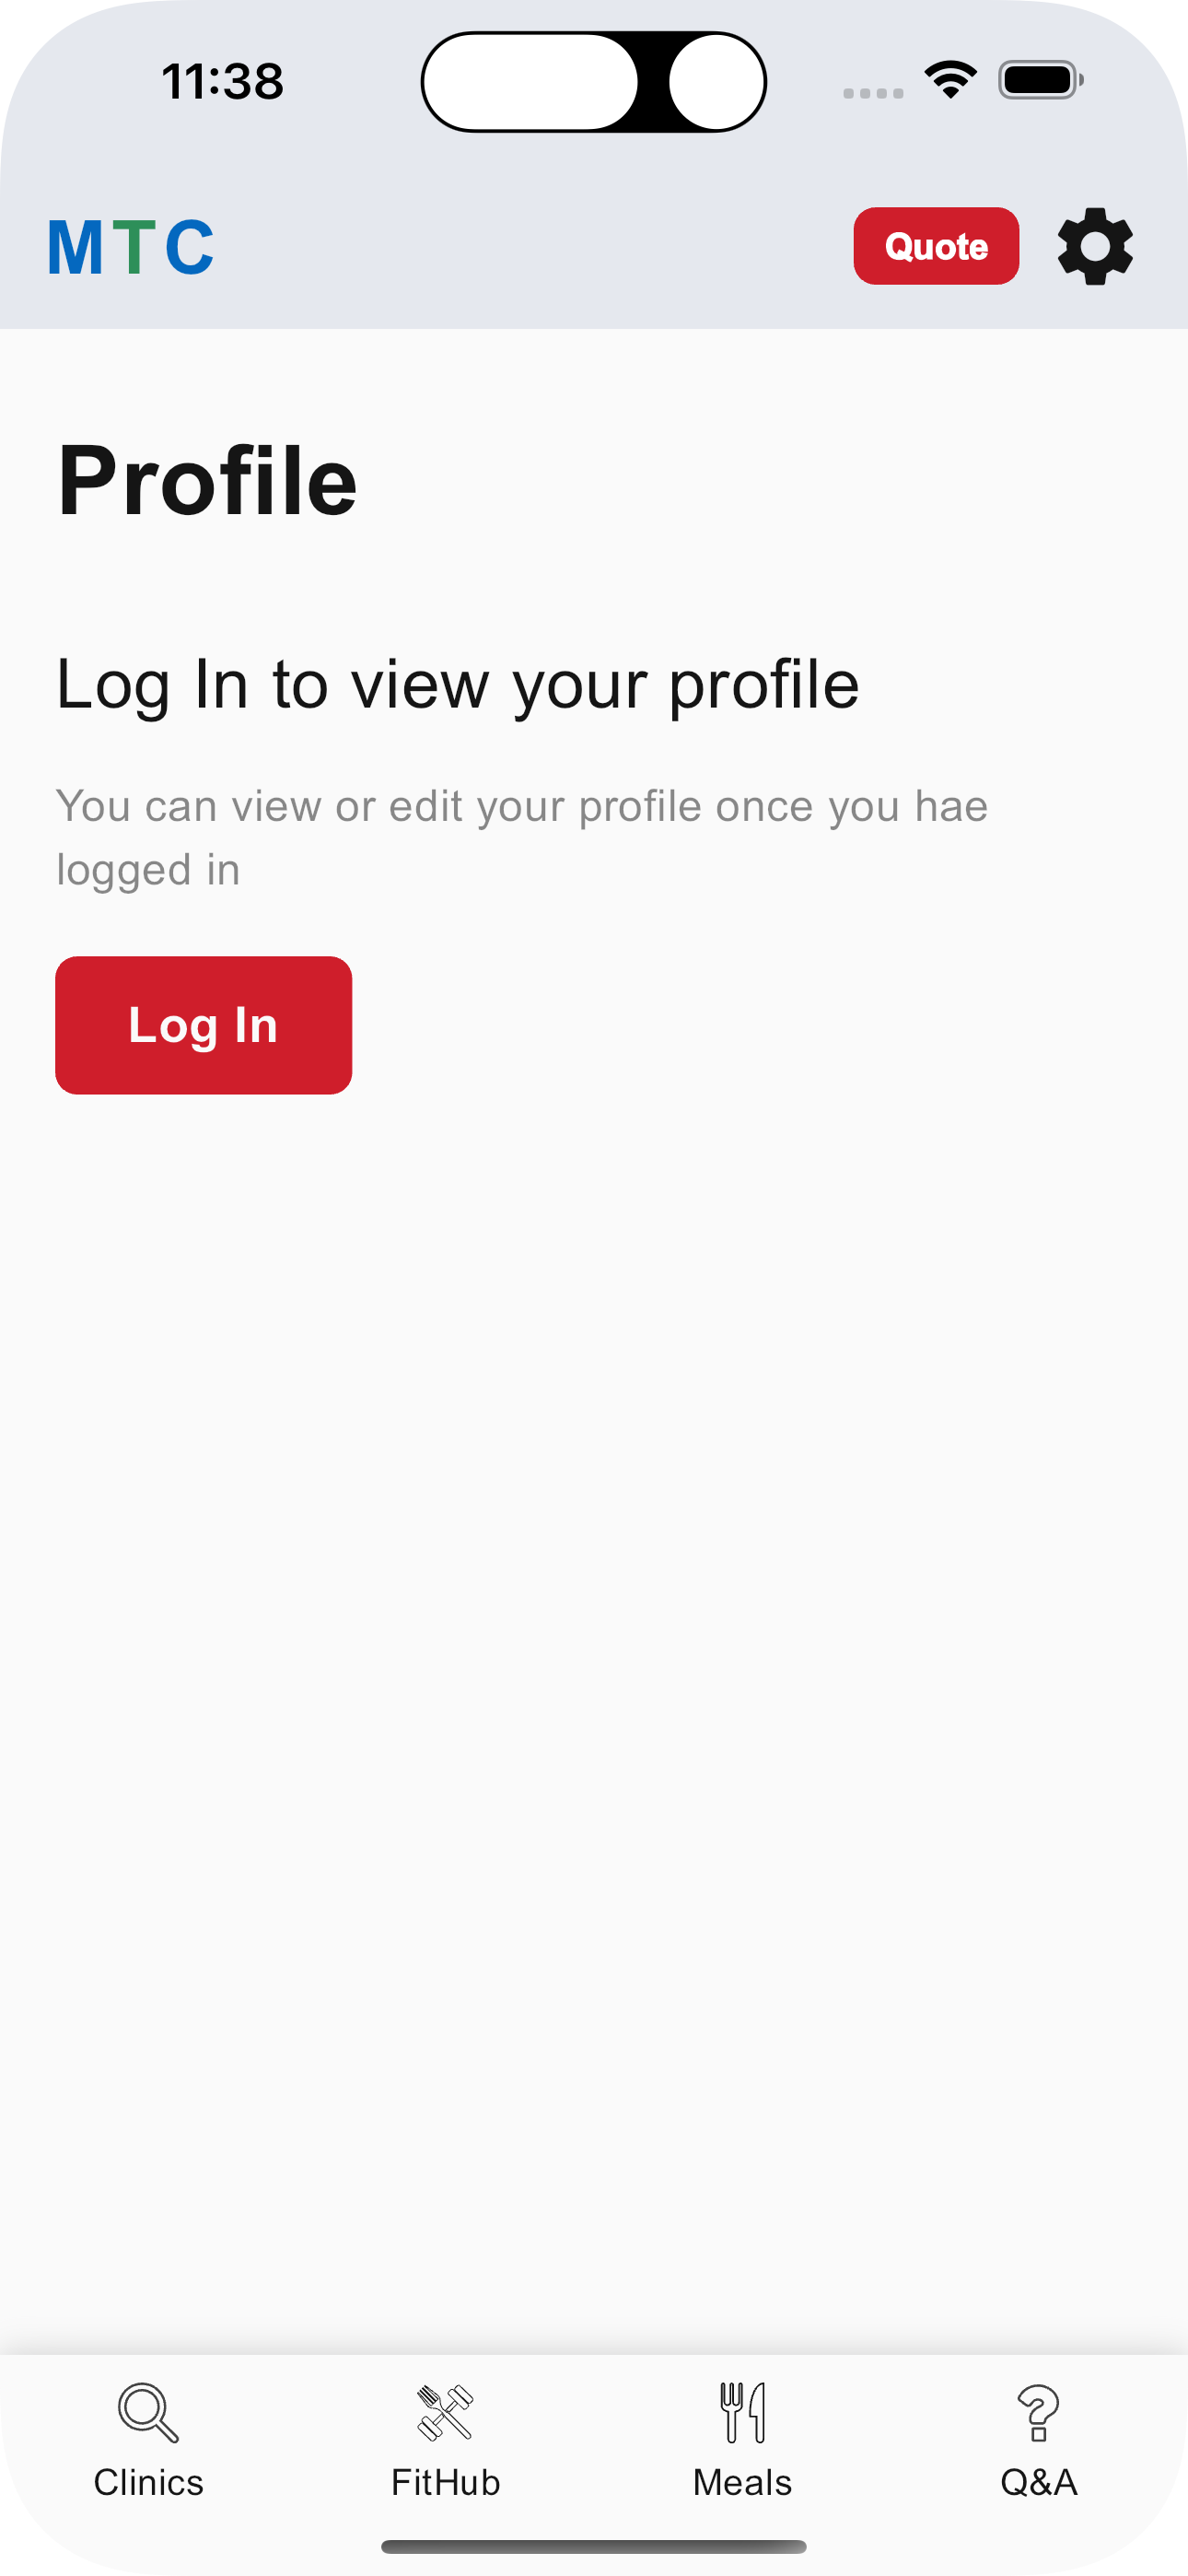 11:38
MTC
Quote
Profile
Log In to view your profile
You can view or edit your profile once you hae
logged in
Log In
Clinics
FitHub
Meals
Q&A